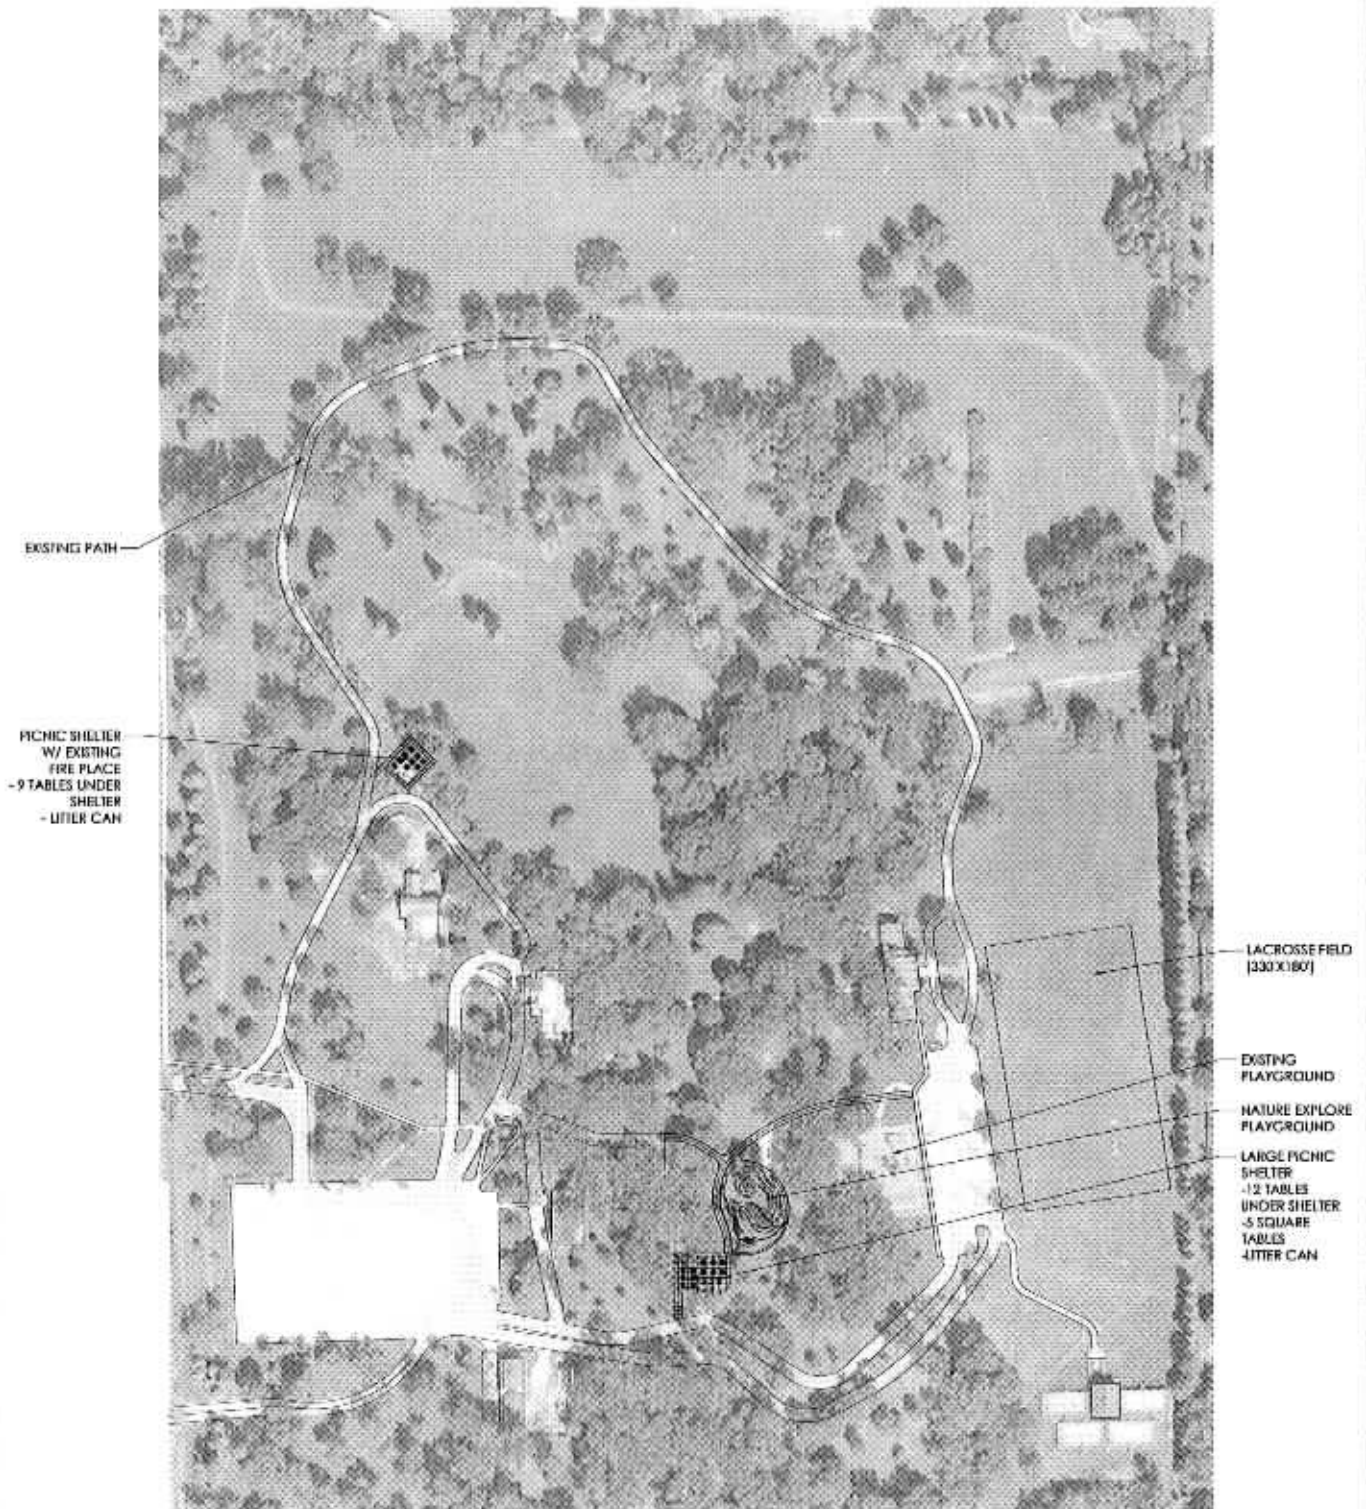 EXISTING PATH
PICNIC SHELTER
W/ EXISTING
FIRE PLACE
- 9 TABLES UNDER
SHELTER
- LITTER CAN
LACROSSE FIELD
(330'X180')
EXISTING
PLAYGROUND
NATURE EXPLORE
PLAYGROUND
LARGE PICNIC
SHELTER
-12 TABLES
UNDER SHELTER
-5 SQUARE
TABLES
-LITTER CAN